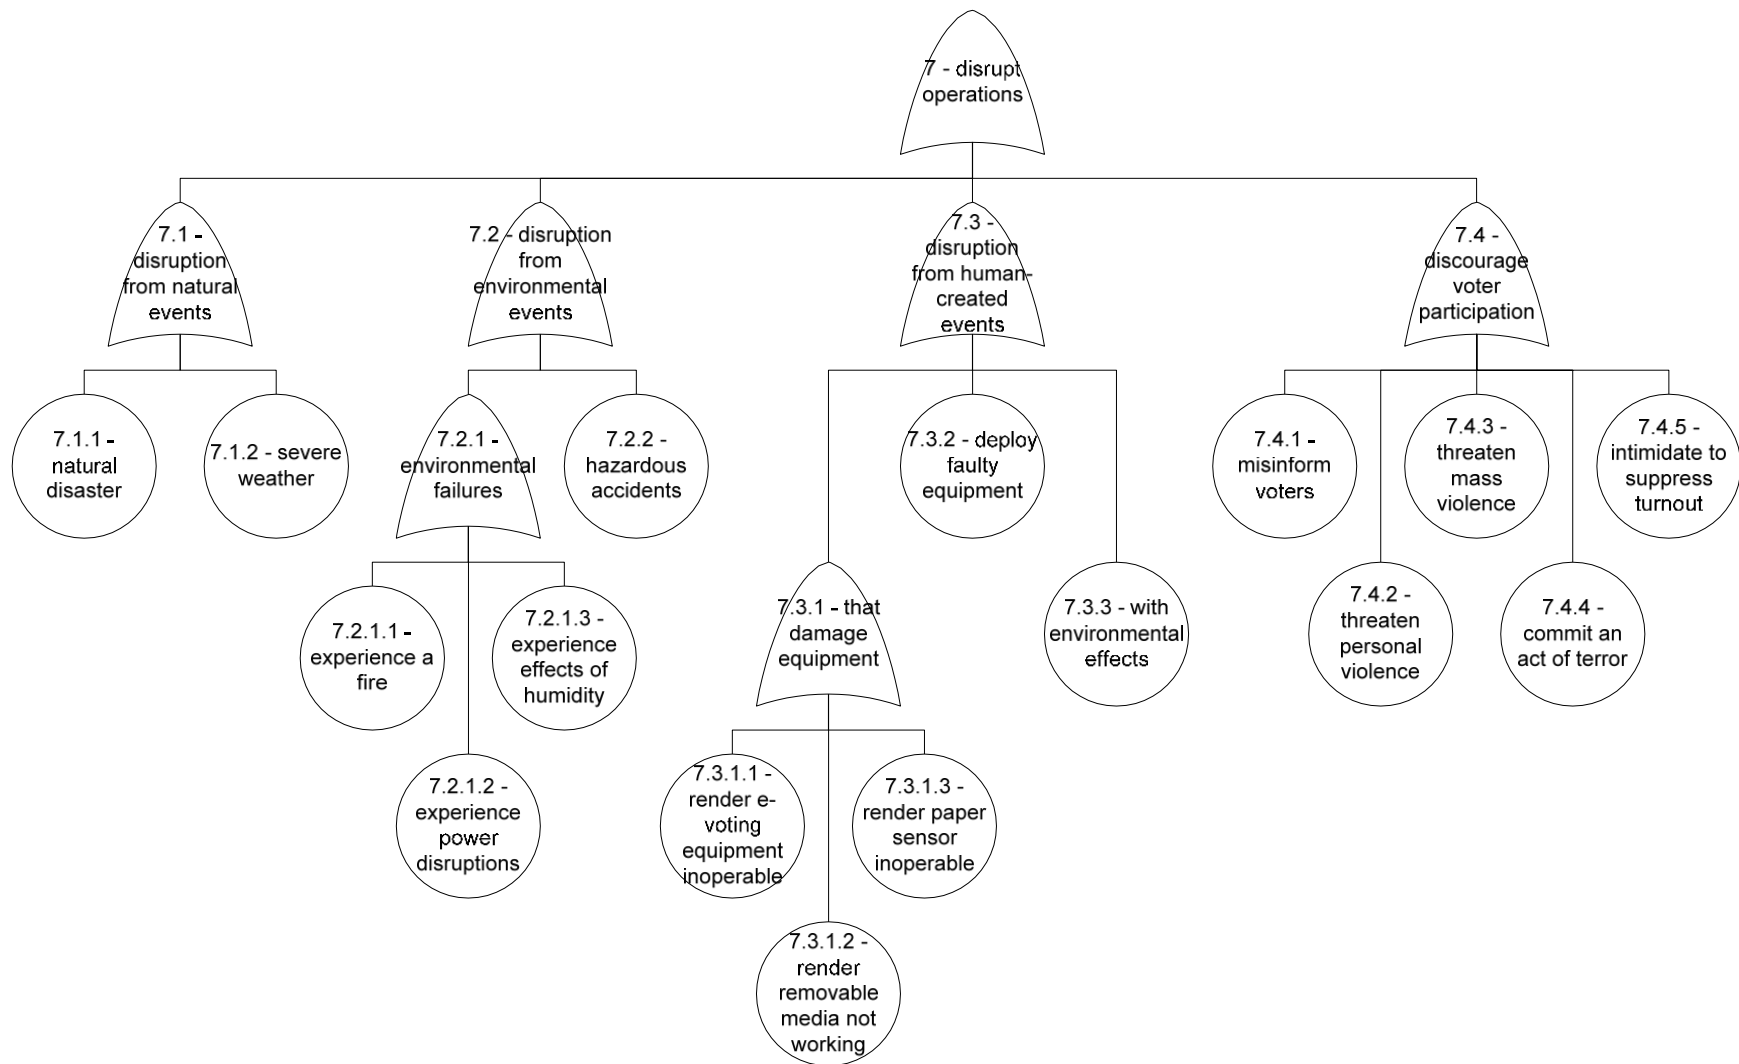 7 - disrupt
operations
7.1 -
disruption
from natural
events
7.2 - disruption
from
environmental
events
7.3 -
disruption
from human-
created
events
7.4 -
discourage
voter
participation
7.1.1 -
natural
disaster
7.1.2 - severe
weather
7.2.1 -
environmental
failures
7.2.2 -
hazardous
accidents
7.3.2 - deploy
faulty
equipment
7.4.1 -
misinform
voters
7.4.3 -
threaten
mass
violence
7.4.5 -
intimidate to
suppress
turnout
7.2.1.1 -
experience a
fire
7.2.1.3 -
experience
effects of
humidity
7.3.1 - that
damage
equipment
7.3.3 - with
environmental
effects
7.4.2 -
threaten
personal
violence
7.4.4 -
commit an
act of terror
7.2.1.2 -
experience
power
disruptions
7.3.1.1 -
render e-
voting
equipment
inoperable
7.3.1.3 -
render paper
sensor
inoperable
7.3.1.2 -
render
removable
media not
working